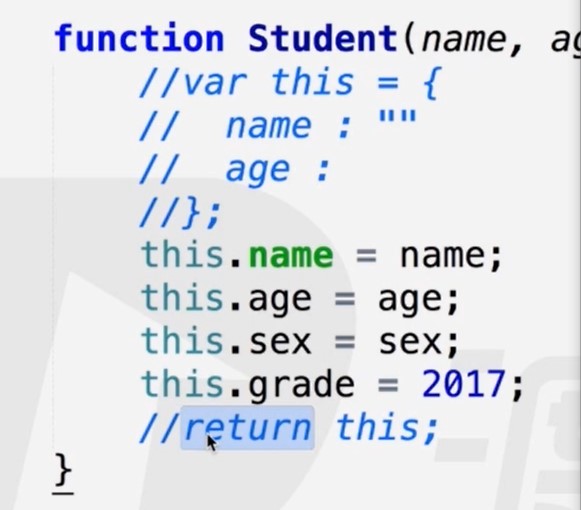 function Student(name, ag
//var this = {
//  name : ""
//  age :
//};
this.name = name;
this.age = age;
this.sex = sex;
this.grade = 2017;
//return this;
}